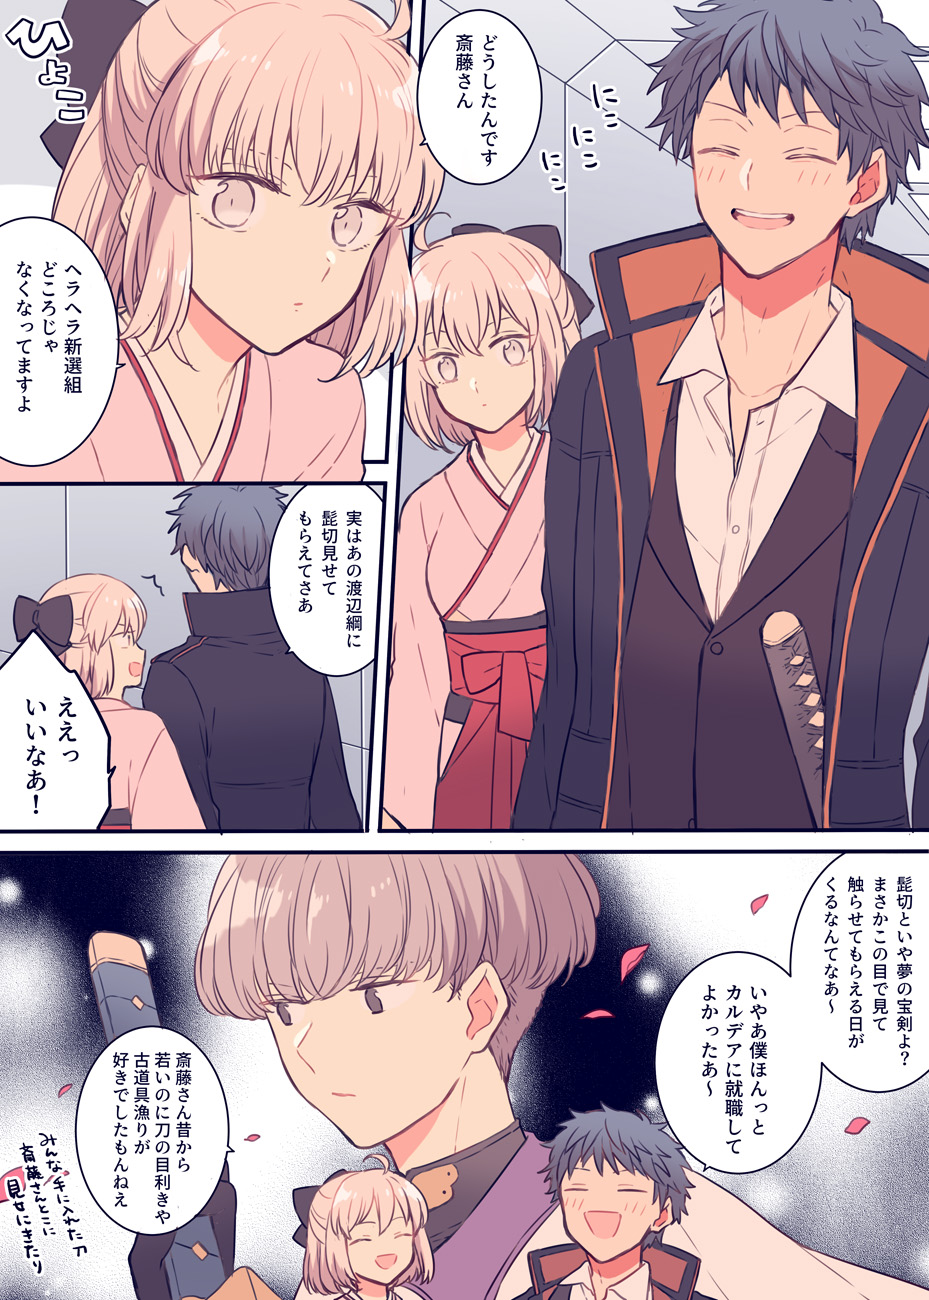 にこ
にこ
にこ
どうしたんです
斎藤さん
ひょこ
ヘラヘラ新選組
どころじゃ
なくなってますよ
実はあの渡辺綱に
髭切見せて
もらえてさあ
ええっ
いいなあ！
髭切といや夢の宝剣よ？
まさかこの目で見て
触らせてもらえる日が
くるなんてなあ～
いやあ僕ほんっと
カルデアに就職して
よかったあ～
斎藤さん昔から
若いのに刀の目利きや
古道具漁りが
好きでしたもんねえ
みんな手に入れた刀
斎藤さんとこに
見せにきたり